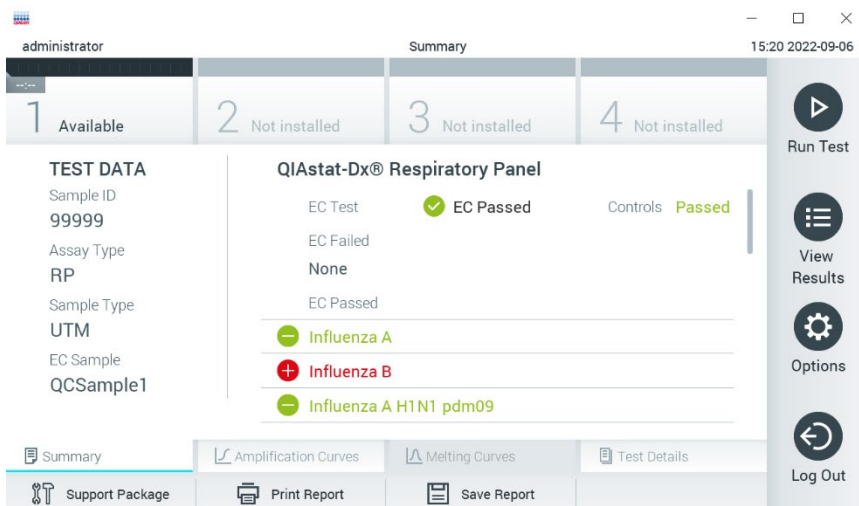 administrator
Summary
15:20 2022-09-06
--:--
1 Available
2 Not installed
3 Not installed
4 Not installed
TEST DATA
Sample ID
99999
Assay Type
RP
Sample Type
UTM
EC Sample
QCSample1
QIAstat-Dx® Respiratory Panel
EC Test EC Passed Controls Passed
EC Failed
None
EC Passed
Influenza A
Influenza B
Influenza A H1N1 pdm09
Run Test
View
Results
Options
Log Out
Summary
Amplification Curves
Melting Curves
Test Details
Support Package
Print Report
Save Report